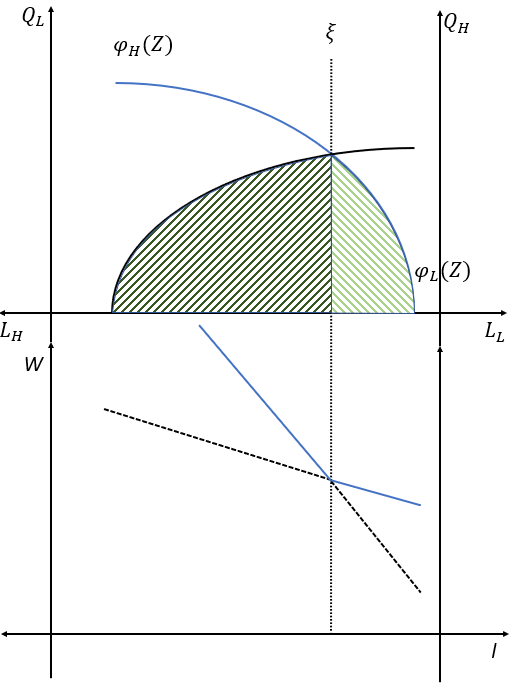 Q_L
ξ
Q_H
φ_H(Z)
φ_L(Z)
L_H
L_L
W
I